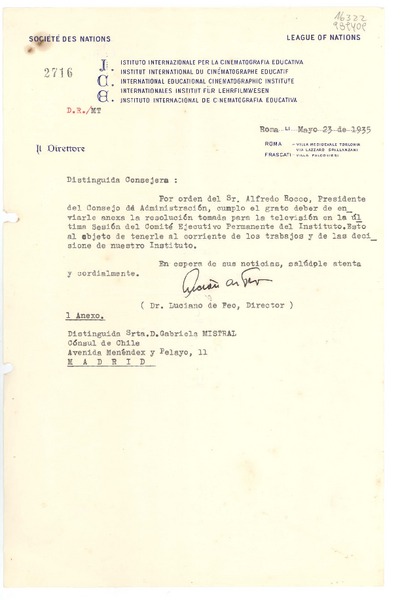 16322
SOCIÉTÉ DES NATIONS
LEAGUE OF NATIONS
2716
ISTITUTO INTERNAZIONALE PER LA CINEMATOGRAFIA EDUCATIVA
I. INSTITUT INTERNATIONAL DU CINÉMATOGRAPHE EDUCATIF
C. INTERNATIONAL EDUCATIONAL CINEMATOGRAPHIC INSTITUTE
INTERNATIONALES INSTITUT FÜR LEHRFILMWESEN
E. INSTITUTO INTERNACIONAL DE CINEMATOGRAFIA EDUCATIVA
D.R./MT
Roma li Mayo 23 de 1935
Il Direttore
ROMA - VILLA MEDIOEVALE TORLONIA
VIA LAZZARO SPALLANZANI
FRASCATI - VILLA FALCONIERI
Distinguida Consejera :
Por orden del Sr. Alfredo Rocco, Presidente
del Consejo de Administración, cumplo el grato deber de en
viarle anexa la resolución tomada para la televisión en la úl
tima Sesión del Comité Ejecutivo Permanente del Instituto.Esto
al objeto de tenerle al corriente de los trabajos y de las deci
siones de nuestro Instituto.
En espera de sus noticias, salúdole atenta
y cordialmente.
( Dr. Luciano de Feo, Director )
1 Anexo.
Distinguida Srta.D.Gabriela MISTRAL
Cónsul de Chile
Avenida Menéndez y Pelayo, 11
M A D R I D